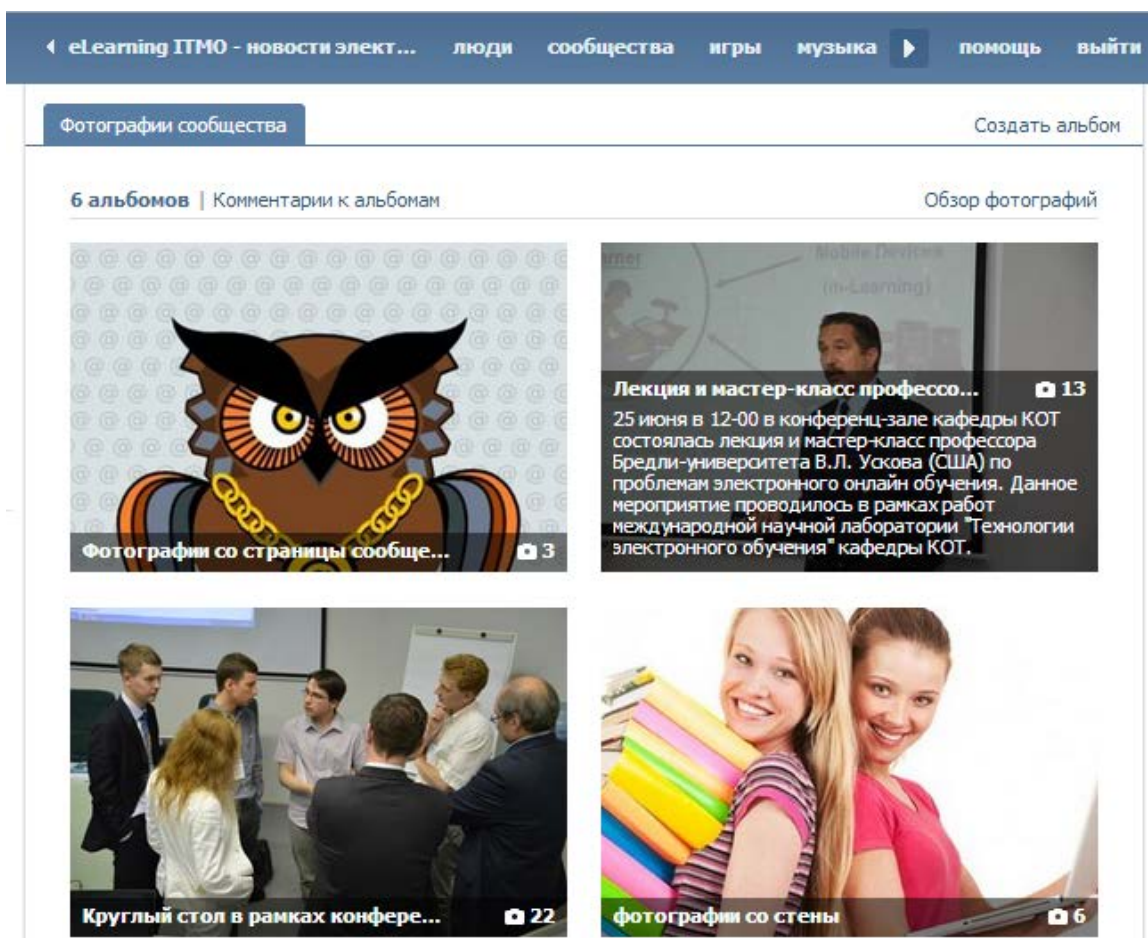 eLearning ITMO - новости элект... люди сообщества игры музыка помощь выйти
Фотографии сообщества Создать альбом
6 альбомов | Комментарии к альбомам Обзор фотографий
Фотографии со страницы сообще... 3
Mobile Devices
(m-Learning)
Лекция и мастер-класс профессо... 13
25 июня в 12-00 в конференц-зале кафедры КОТ
состоялась лекция и мастер-класс профессора
Бредли-университета В.Л. Ускова (США) по
проблемам электронного онлайн обучения. Данное
мероприятие проводилось в рамках работ
международной научной лаборатории "Технологии
электронного обучения" кафедры КОТ.
Круглый стол в рамках конфере... 22
фотографии со стены 6